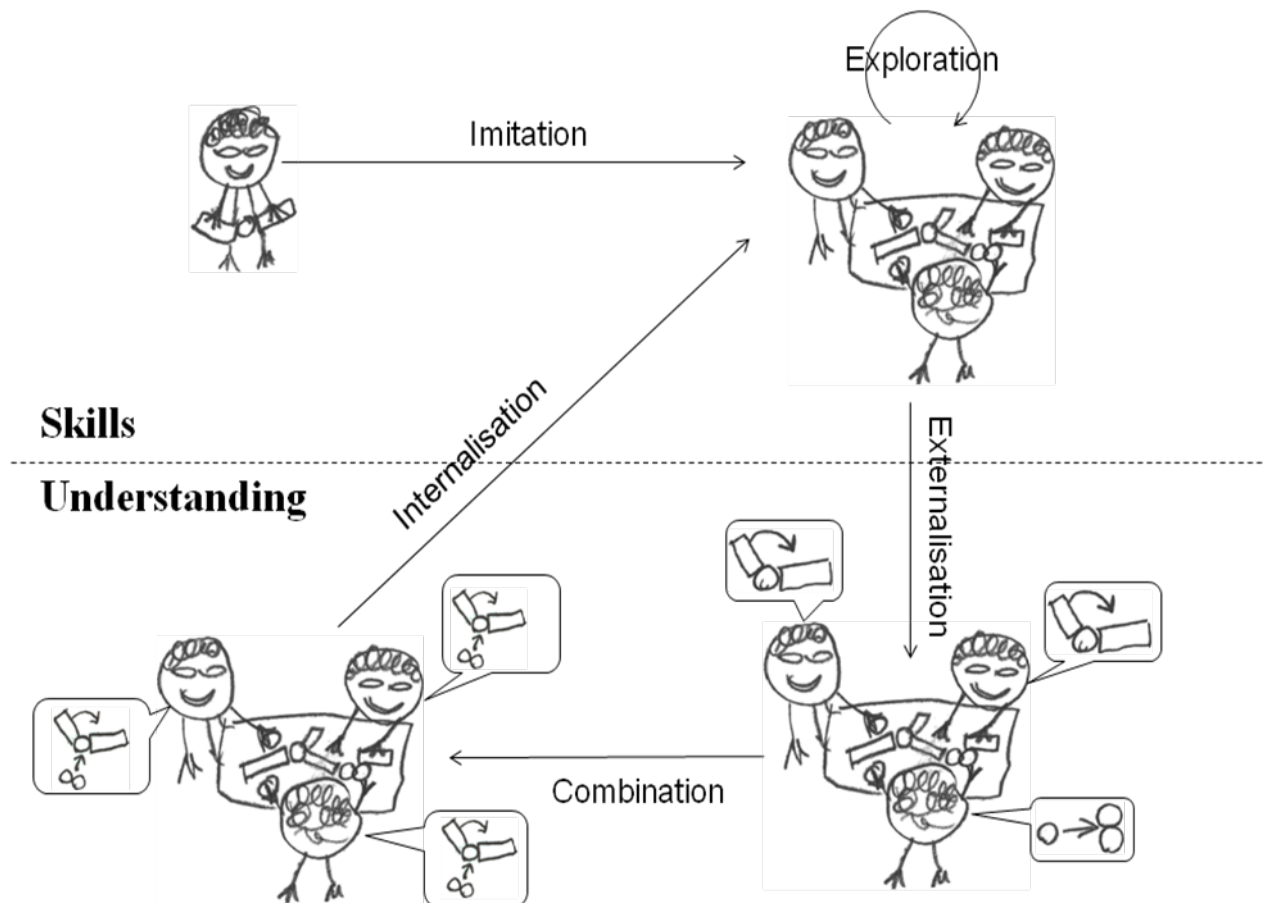 Exploration
Imitation
Skills
Internalisation
Externalisation
Understanding
Combination